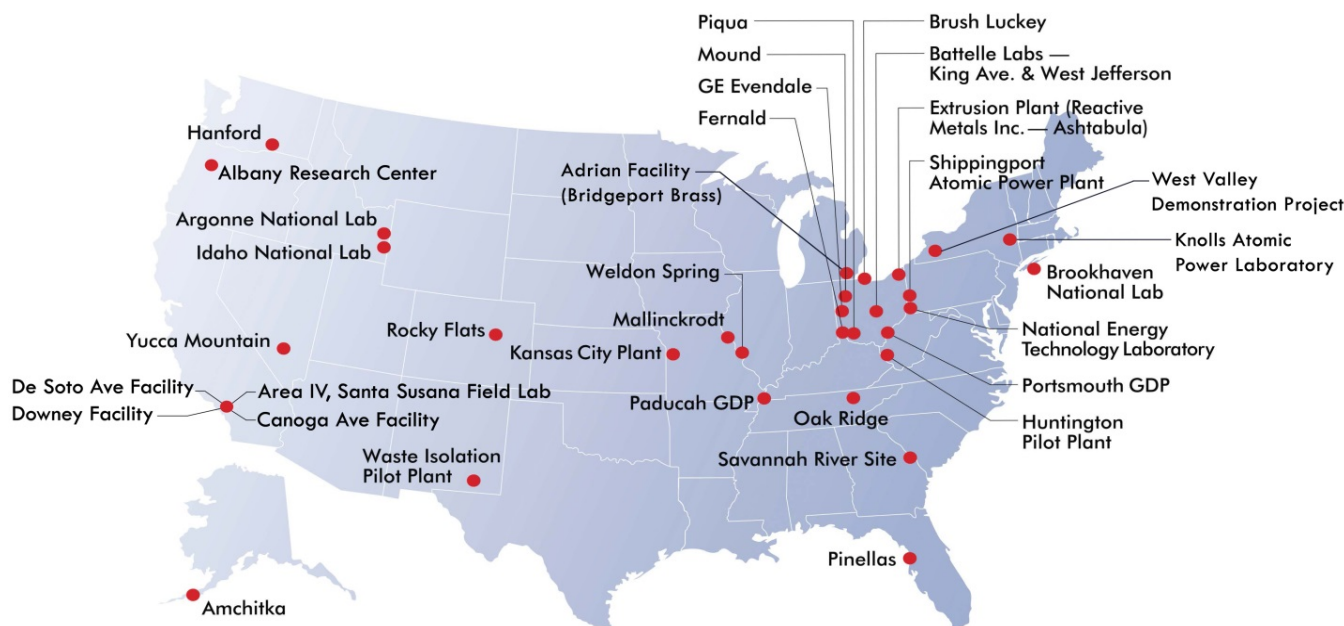 Piqua
Mound
GE Evendale
Fernald
Brush Luckey
Battelle Labs —
King Ave. & West Jefferson
Extrusion Plant (Reactive
Metals Inc. — Ashtabula)
Shippingport
Atomic Power Plant
West Valley
Demonstration Project
Knolls Atomic
Power Laboratory
Brookhaven
National Lab
National Energy
Technology Laboratory
Portsmouth GDP
Huntington
Pilot Plant
Hanford
Albany Research Center
Argonne National Lab
Idaho National Lab
Adrian Facility
(Bridgeport Brass)
Weldon Spring
Mallinckrodt
Kansas City Plant
Rocky Flats
Yucca Mountain
De Soto Ave Facility
Downey Facility
Area IV, Santa Susana Field Lab
Canoga Ave Facility
Waste Isolation
Pilot Plant
Paducah GDP
Oak Ridge
Savannah River Site
Pinellas
Amchitka